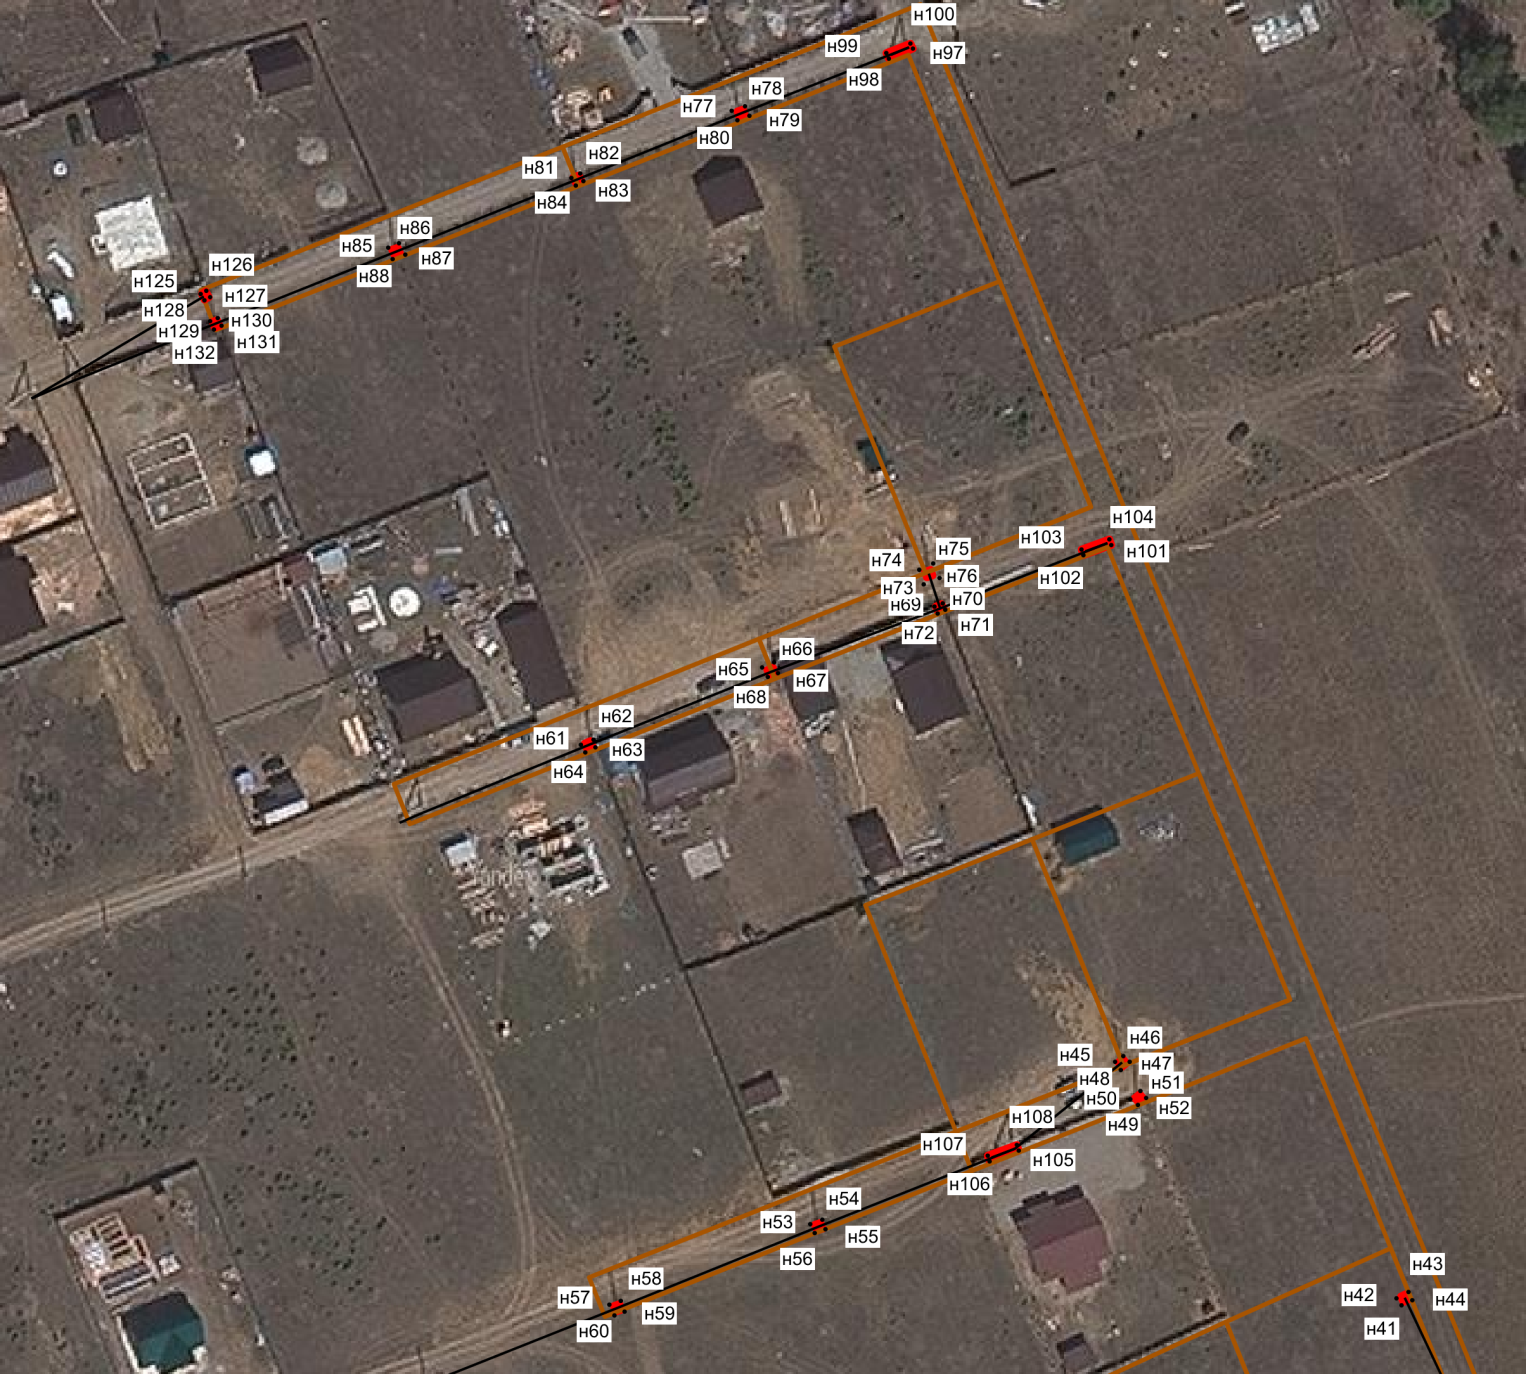 н100
н99
н97
н98
н78
н77
н79
н80
н82
н81
н83
н84
н86
н85
н87
н88
н126
н125
н127
н128
н130
н129
н131
н132
н104
н103
н101
н102
н75
н74
н76
н73
н70
н69
н71
н72
н66
н65
н67
н68
н62
н61
н63
н64
Yandex
н46
н45
н47
н48
н51
н50
н52
н49
н108
н107
н105
н106
н54
н53
н55
н56
н58
н57
н59
н60
н43
н42
н44
н41